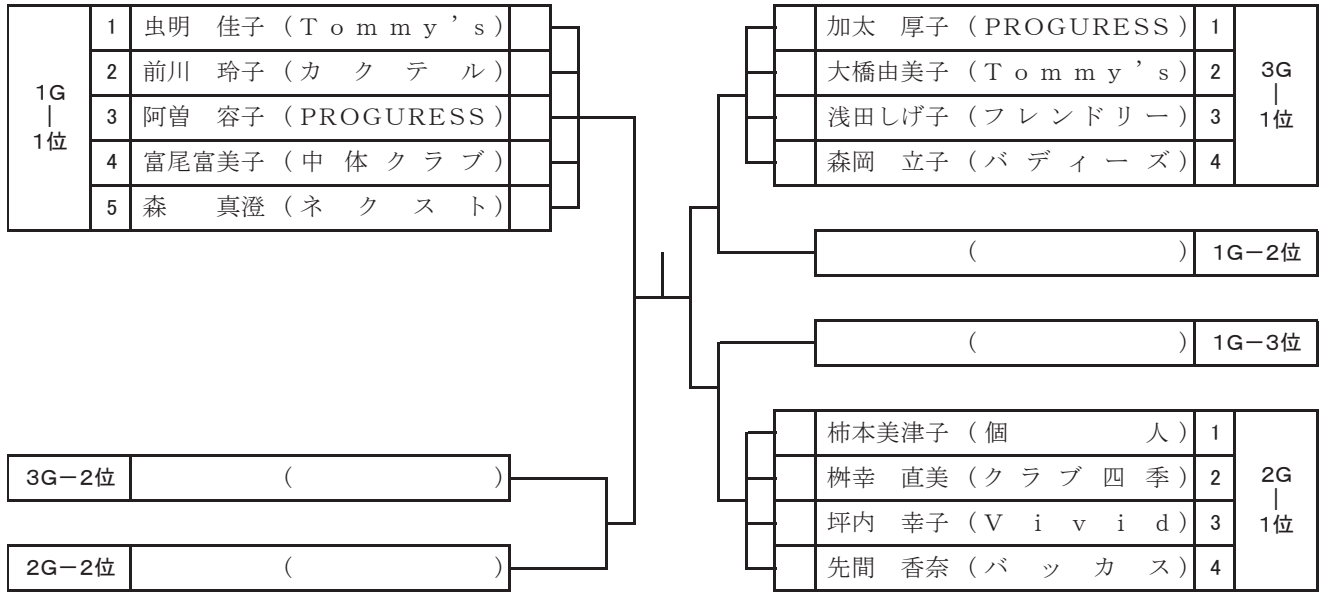 1G|1位
1 虫明 佳子 (Tommy's)
2 前川 玲子 (カクテル)
3 阿曽 容子 (PROGURESS)
4 富尾富美子 (中体クラブ)
5 森 真澄 (ネクスト)
3G－2位 ( )
2G－2位 ( )
加太 厚子 (PROGURESS) 1
大橋由美子 (Tommy's) 2
浅田しげ子 (フレンドリー) 3
森岡 立子 (バディーズ) 4
3G|1位
( ) 1G－2位
( ) 1G－3位
柿本美津子 (個人) 1
桝幸 直美 (クラブ四季) 2
坪内 幸子 (Vivid) 3
先間 香奈 (バッカス) 4
2G|1位